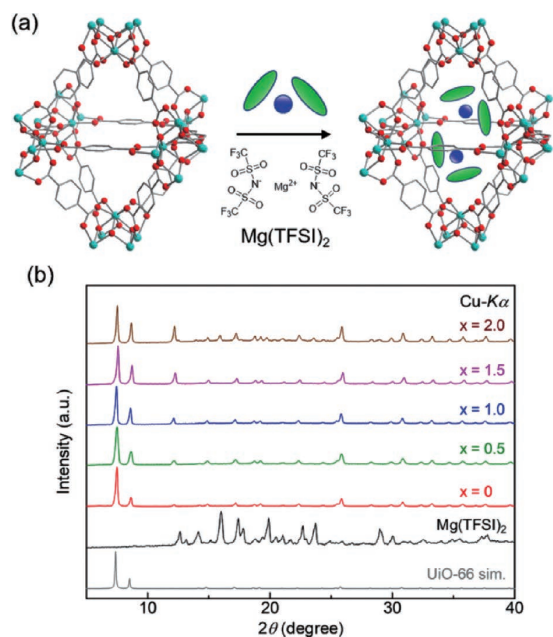 (a)
F₃C CF₃
O S O O S O
N⁻ Mg²⁺ N⁻
O S O O S O
F₃C CF₃
Mg(TFSI)₂
(b)
Cu-Kα
x = 2.0
x = 1.5
x = 1.0
x = 0.5
x = 0
Mg(TFSI)₂
UiO-66 sim.
Intensity (a.u.)
10 20 30 40
2θ (degree)